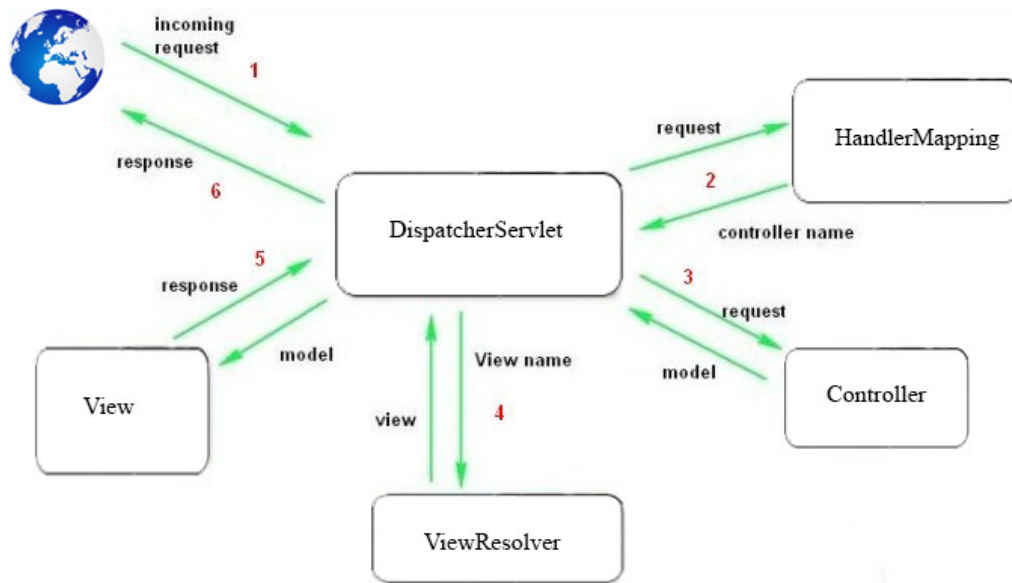 incoming
request
1
request
HandlerMapping
response
6
2
DispatcherServlet
controller name
5
3
response
request
model
View name
model
View
view
4
Controller
ViewResolver